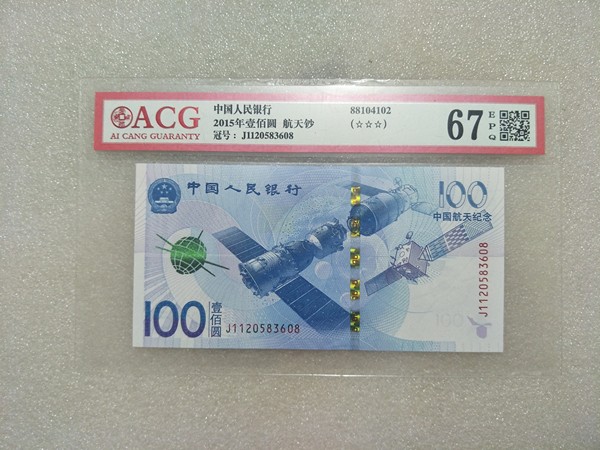 ACG
AI CANG GUARANTY
中国人民银行
2015年壹佰圆 航天钞
冠号：J1120583608
88104102
(☆☆☆)
67 EPQ
中国人民银行
100
中国航天纪念
J1120583608
100 壹佰圆
J1120583608
100